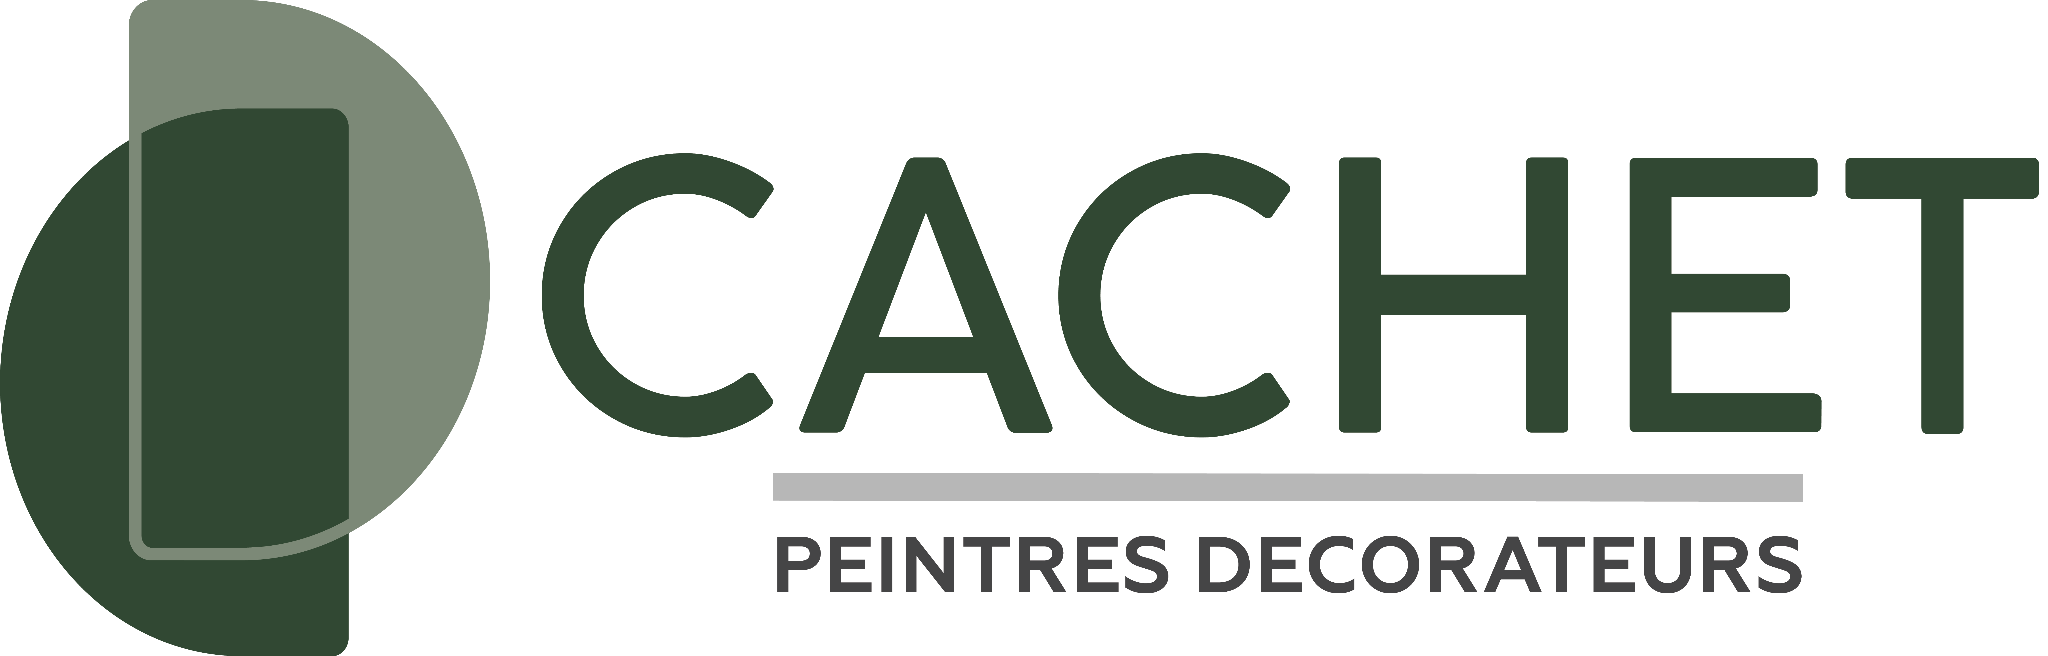 CACHET
PEINTRES DECORATEURS